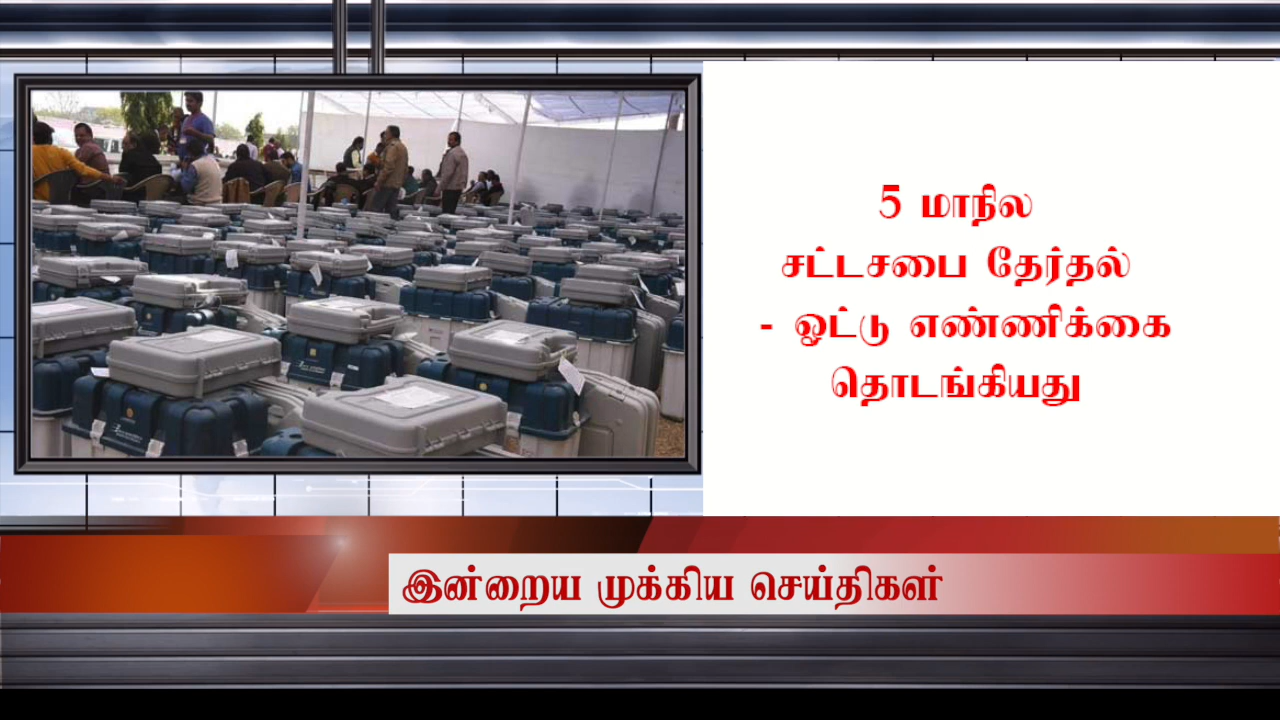 5 மாநில
சட்டசபை தேர்தல்
- ஓட்டு எண்ணிக்கை
தொடங்கியது
இன்றைய முக்கிய செய்திகள்